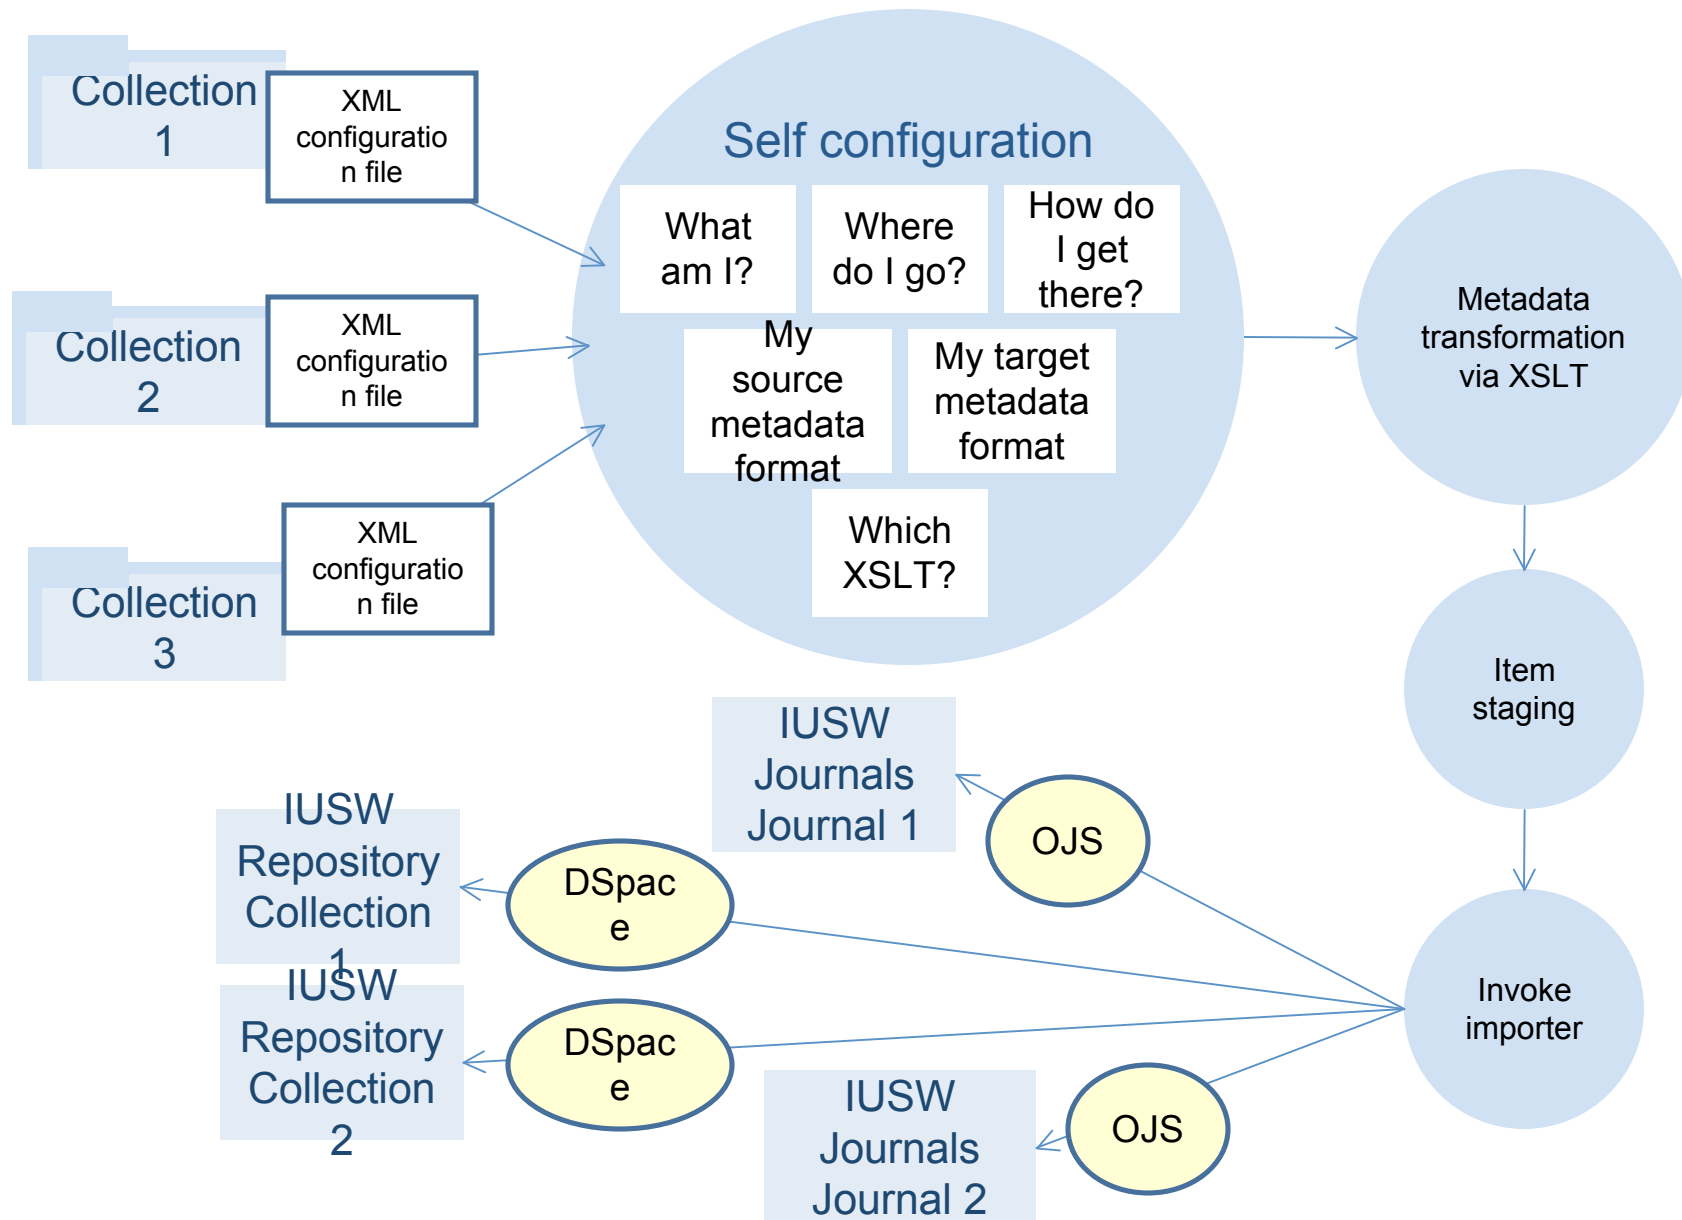 Collection
1
XML
configuratio
n file
Collection
2
XML
configuratio
n file
Collection
3
XML
configuratio
n file
Self configuration
What
am I?
Where
do I go?
How do
I get
there?
My
source
metadata
format
My target
metadata
format
Which
XSLT?
Metadata
transformation
via XSLT
Item
staging
Invoke
importer
IUSW
Journals
Journal 1
OJS
IUSW
Repository
Collection
1
DSpac
e
IUSW
Repository
Collection
2
DSpac
e
IUSW
Journals
Journal 2
OJS